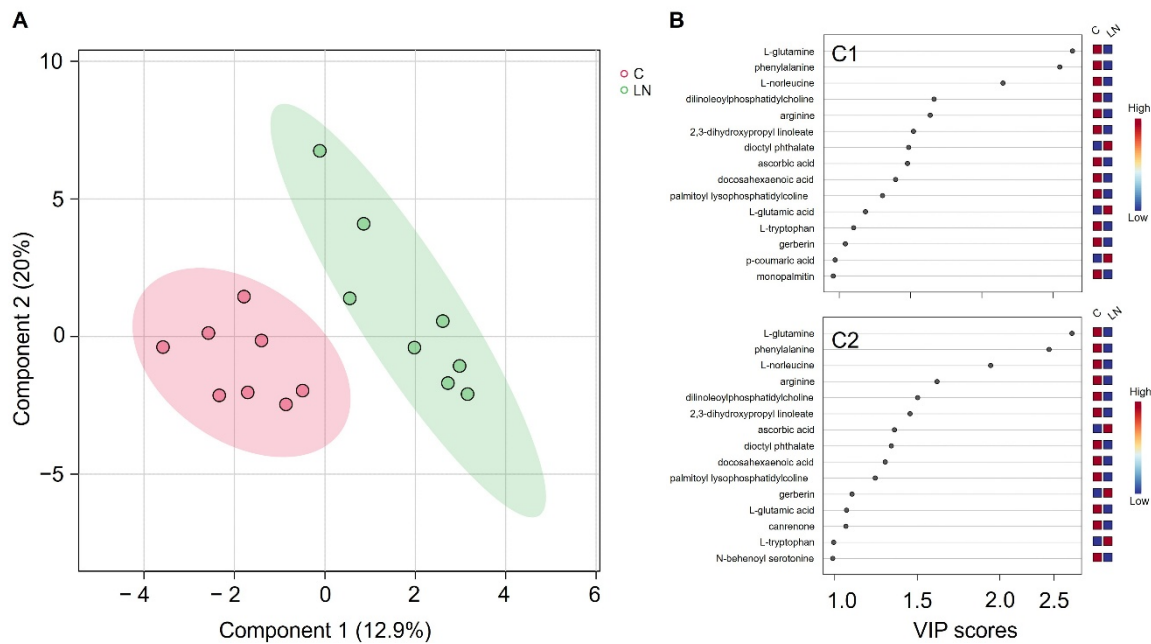 A
10
5
0
−5
−4
−2
0
2
4
6
Component 2 (20%)
Component 1 (12.9%)
C
LN
B
C1
L-glutamine
phenylalanine
L-norleucine
dilinoleoylphosphatidylcholine
arginine
2,3-dihydroxypropyl linoleate
dioctyl phthalate
ascorbic acid
docosahexaenoic acid
palmitoyl lysophosphatidylcoline
L-glutamic acid
L-tryptophan
gerberin
p-coumaric acid
monopalmitin
C LN
High
Low
C2
L-glutamine
phenylalanine
L-norleucine
arginine
dilinoleoylphosphatidylcholine
2,3-dihydroxypropyl linoleate
ascorbic acid
dioctyl phthalate
docosahexaenoic acid
palmitoyl lysophosphatidylcoline
gerberin
L-glutamic acid
canrenone
L-tryptophan
N-behenoyl serotonine
C LN
High
Low
1.0 1.5 2.0 2.5
VIP scores